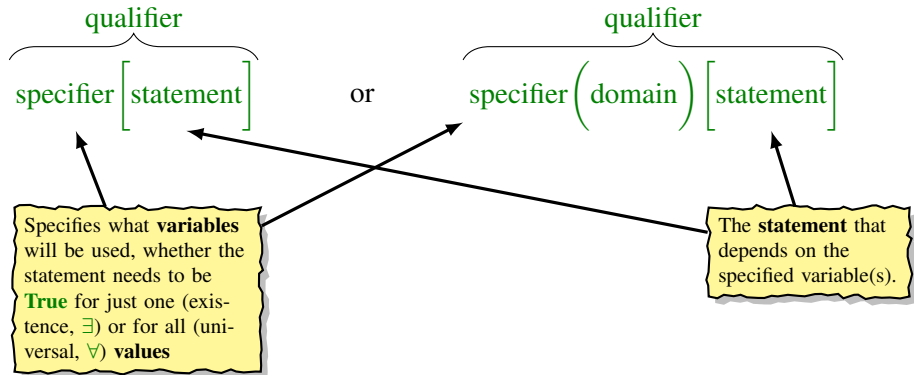 qualifier
qualifier
specifier [statement]
or
specifier (domain) [statement]
Specifies what variables
will be used, whether the
statement needs to be
True for just one (exis-
tence, ∃) or for all (uni-
versal, ∀) values
The statement that
depends on the
specified variable(s).